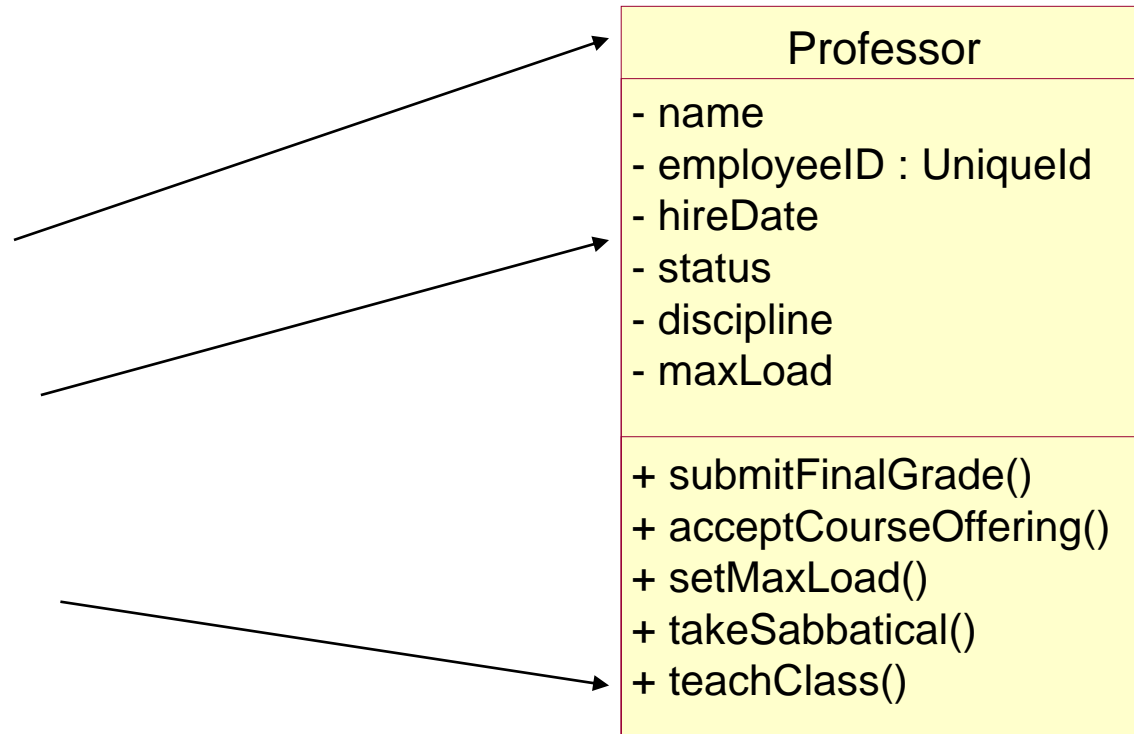 Professor
- name
- employeeID : UniqueId
- hireDate
- status
- discipline
- maxLoad
+ submitFinalGrade()
+ acceptCourseOffering()
+ setMaxLoad()
+ takeSabbatical()
+ teachClass()